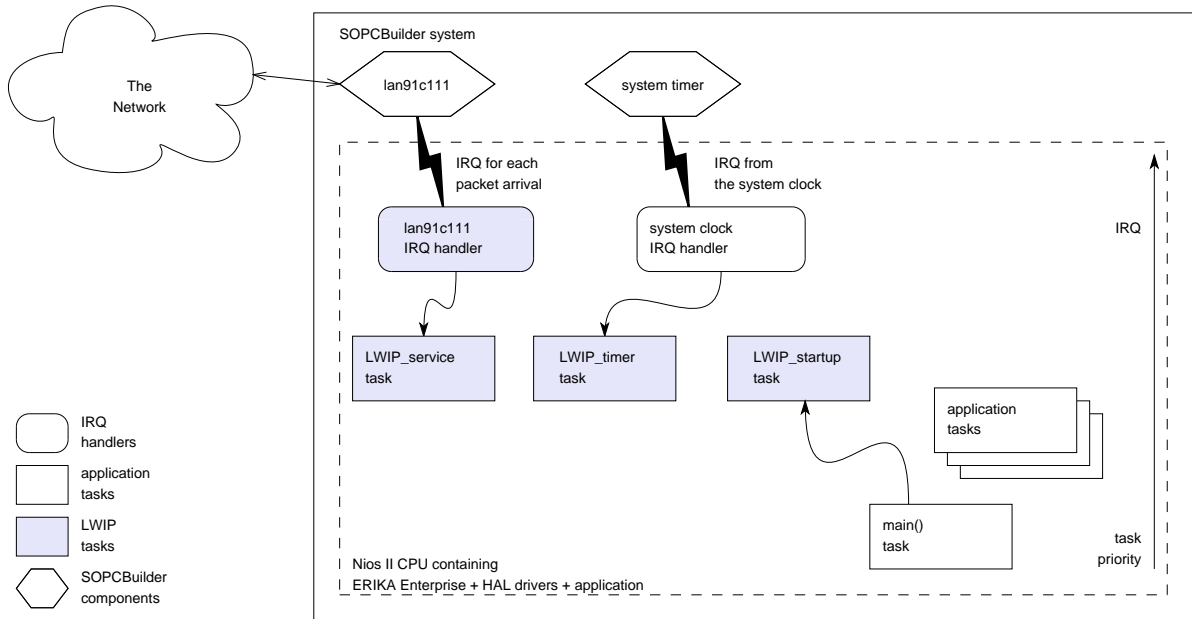 SOPCBuilder system
The
Network
lan91c111
system timer
IRQ for each
packet arrival
IRQ from
the system clock
IRQ
lan91c111
IRQ handler
system clock
IRQ handler
LWIP_service
task
LWIP_timer
task
LWIP_startup
task
application
tasks
main()
task
task
priority
Nios II CPU containing
ERIKA Enterprise + HAL drivers + application
IRQ
handlers
application
tasks
LWIP
tasks
SOPCBuilder
components